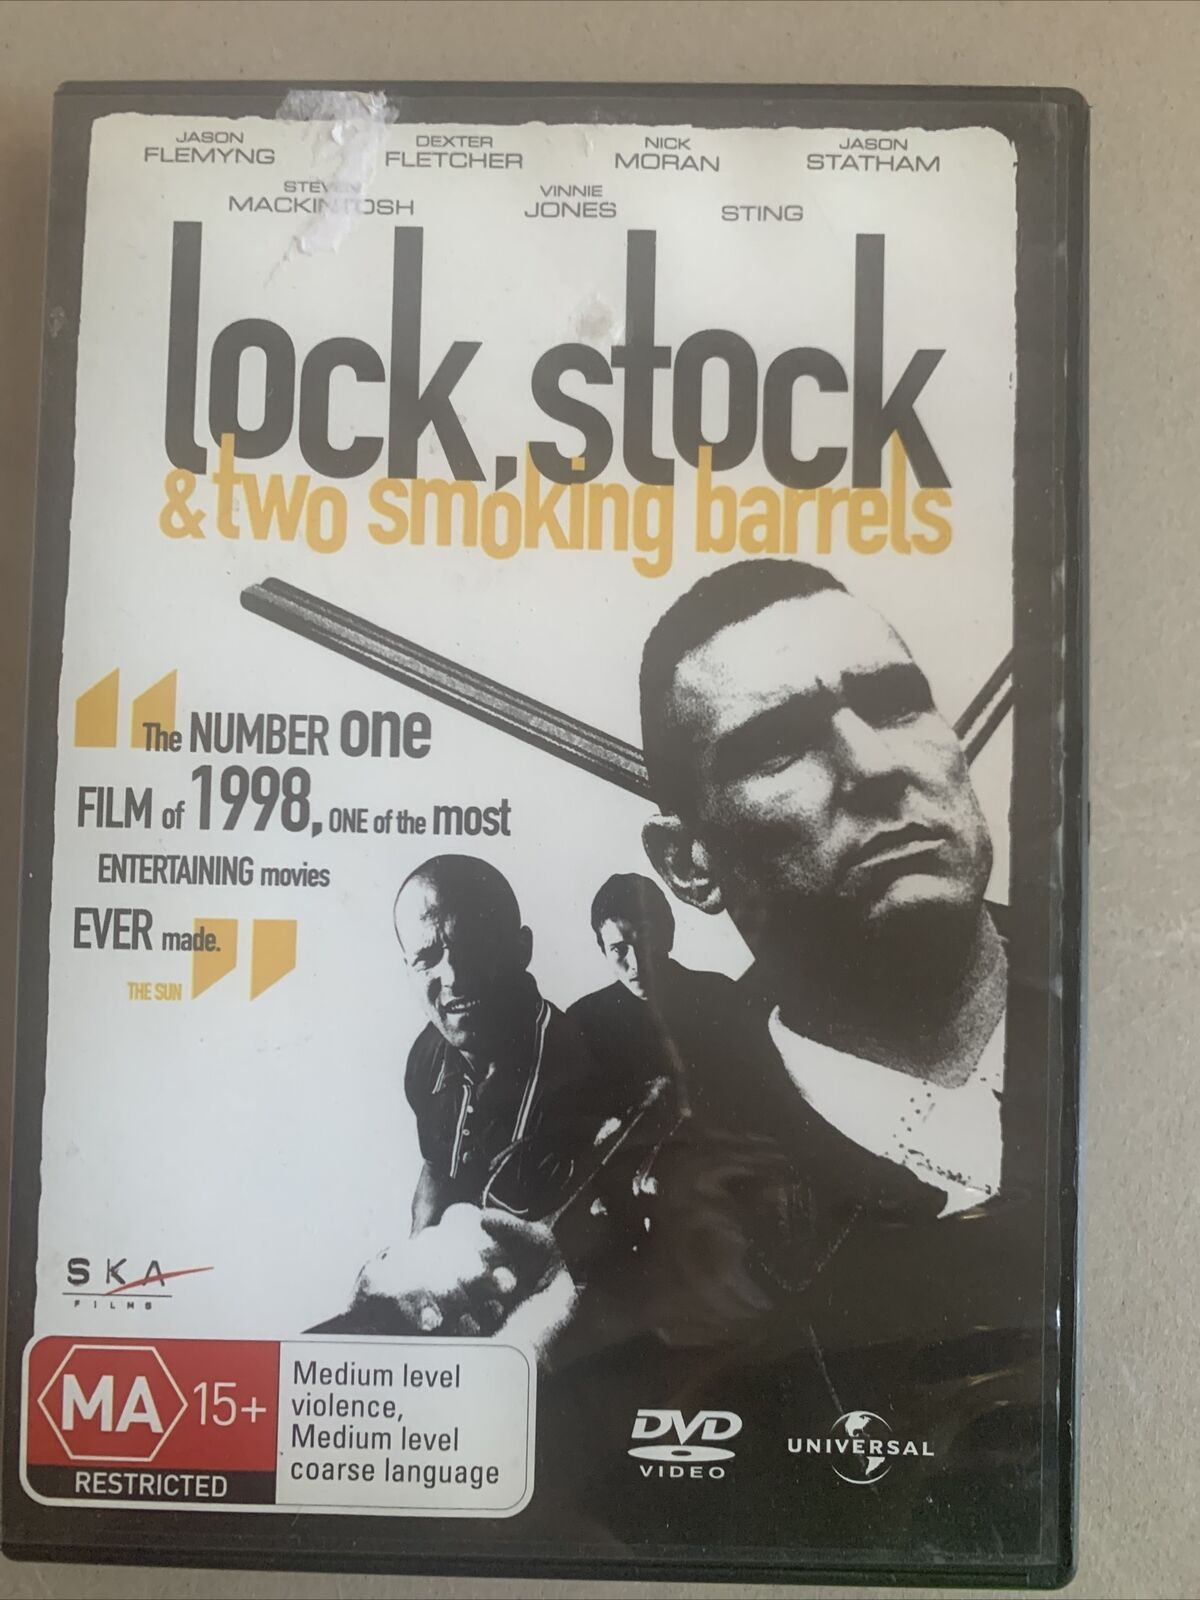 JASON FLEMYNG
DEXTER FLETCHER
NICK MORAN
JASON STATHAM
STEVEN MACKINTOSH
VINNIE JONES
STING
lock, stock
& two smoking barrels
“The NUMBER one
FILM of 1998, ONE of the most
ENTERTAINING movies
EVER made.”
THE SUN
SKA
FILMS
MA 15+
RESTRICTED
Medium level
violence,
Medium level
coarse language
DVD
VIDEO
UNIVERSAL